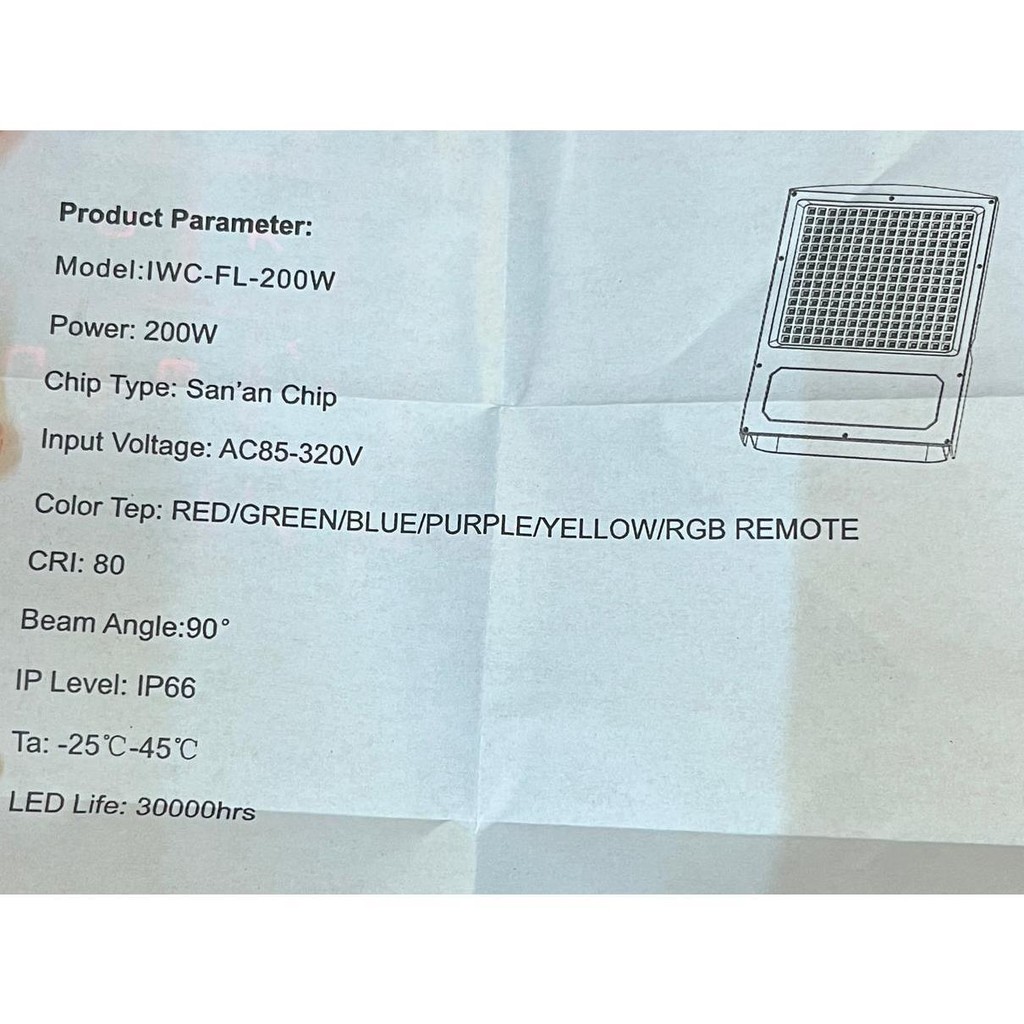 Product Parameter:
Model:IWC-FL-200W
Power: 200W
Chip Type: San'an Chip
Input Voltage: AC85-320V
Color Tep: RED/GREEN/BLUE/PURPLE/YELLOW/RGB REMOTE
CRI: 80
Beam Angle:90°
IP Level: IP66
Ta: -25℃-45℃
LED Life: 30000hrs